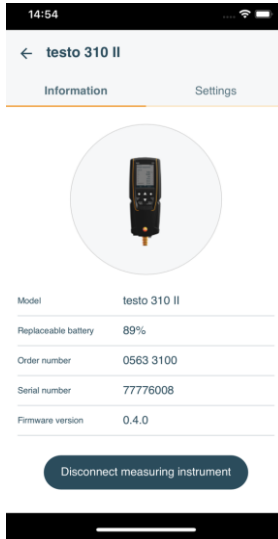 14:54
testo 310 II
Information Settings
Model testo 310 II
Replaceable battery 89%
Order number 0563 3100
Serial number 77776008
Firmware version 0.4.0
Disconnect measuring instrument